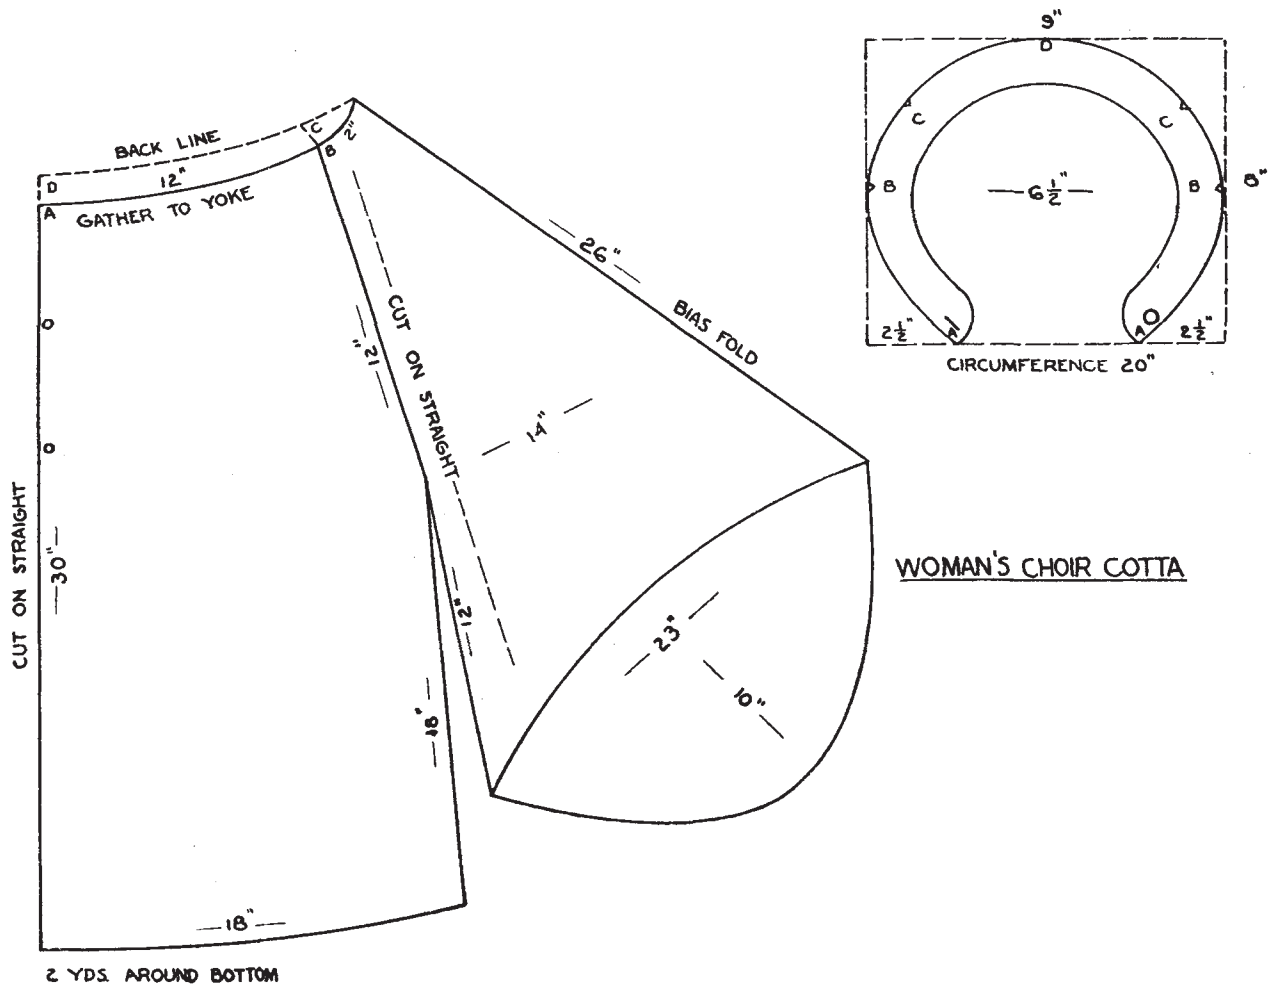 9"
D
C
C
B
B
8"
6 1/2"
2 1/2"
A
A
2 1/2"
CIRCUMFERENCE 20"
BACK LINE
C
2"
B
D
12"
A
GATHER TO YOKE
26"
BIAS FOLD
CUT ON STRAIGHT
12"
14"
CUT ON STRAIGHT
30"
WOMAN'S CHOIR COTTA
12"
23"
10"
18"
18"
2 YDS. AROUND BOTTOM